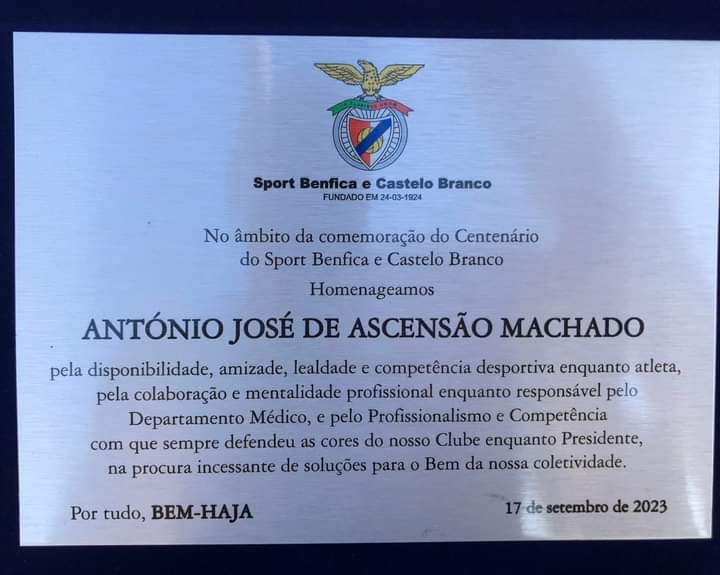 Sport Benfica e Castelo Branco
FUNDADO EM 24-03-1924
No âmbito da comemoração do Centenário
do Sport Benfica e Castelo Branco
Homenageamos
ANTÓNIO JOSÉ DE ASCENSÃO MACHADO
pela disponibilidade, amizade, lealdade e competência desportiva enquanto atleta,
pela colaboração e mentalidade profissional enquanto responsável pelo
Departamento Médico, e pelo Profissionalismo e Competência
com que sempre defendeu as cores do nosso Clube enquanto Presidente,
na procura incessante de soluções para o Bem da nossa coletividade.
Por tudo, BEM-HAJA
17 de setembro de 2023